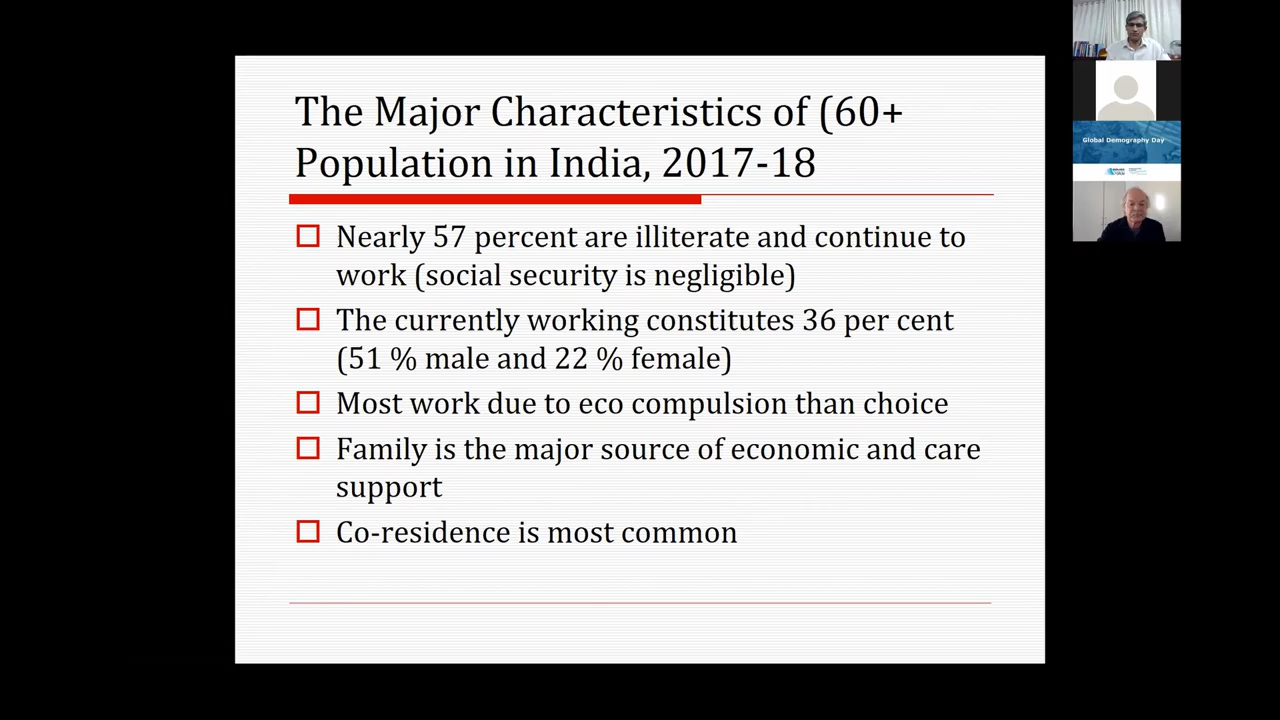 The Major Characteristics of (60+
Population in India, 2017-18
Nearly 57 percent are illiterate and continue to
work (social security is negligible)
The currently working constitutes 36 per cent
(51 % male and 22 % female)
Most work due to eco compulsion than choice
Family is the major source of economic and care
support
Co-residence is most common
Global Demography Day